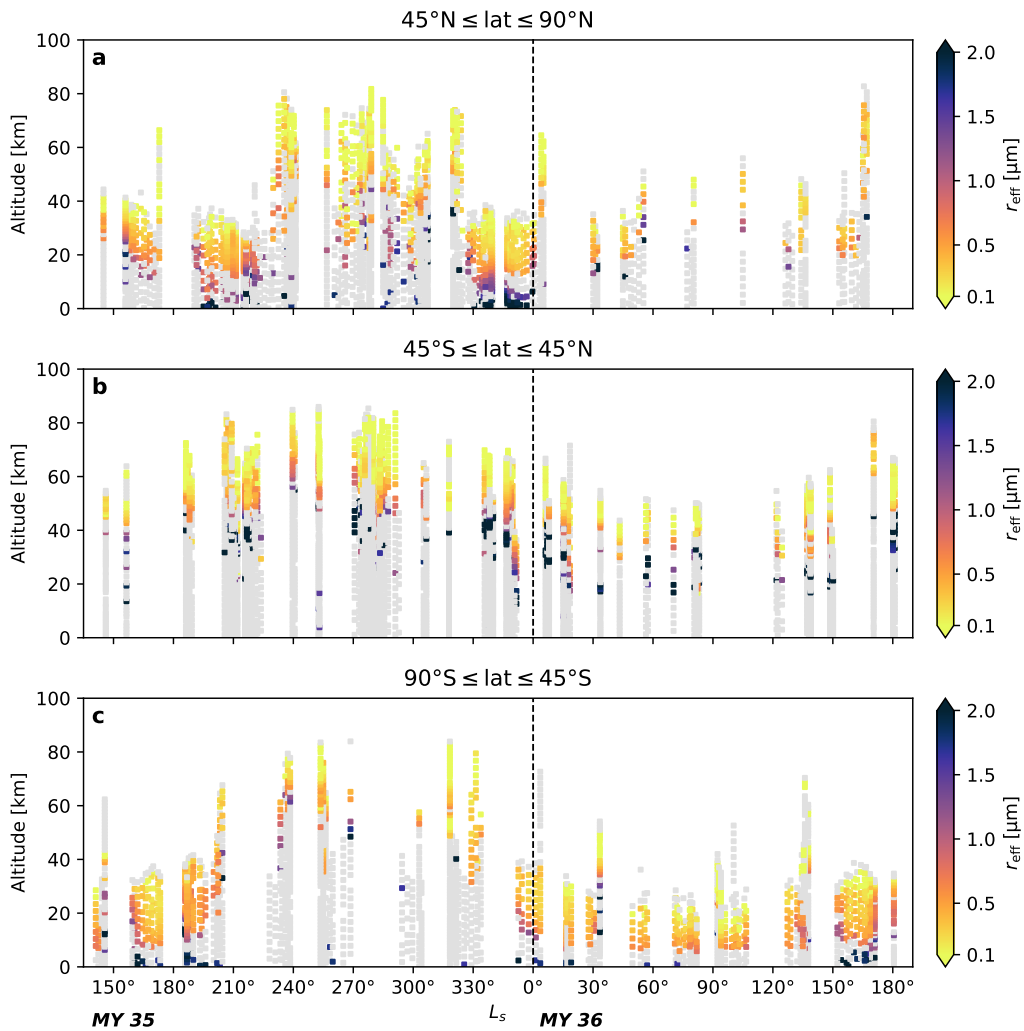 45°N ≤ lat ≤ 90°N
a
100
80
60
40
20
0
Altitude [km]
2.0
1.5
1.0
0.5
0.1
r_eff [μm]
45°S ≤ lat ≤ 45°N
b
100
80
60
40
20
0
Altitude [km]
2.0
1.5
1.0
0.5
0.1
r_eff [μm]
90°S ≤ lat ≤ 45°S
c
100
80
60
40
20
0
Altitude [km]
2.0
1.5
1.0
0.5
0.1
r_eff [μm]
150° 180° 210° 240° 270° 300° 330° 0° 30° 60° 90° 120° 150° 180°
L_s
MY 35 MY 36